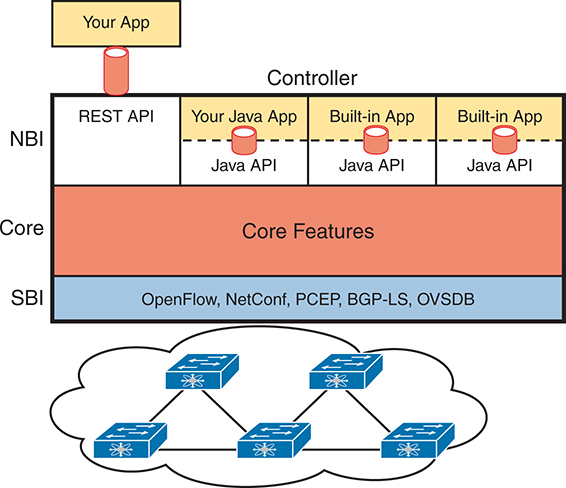 Your App
Controller
NBI
REST API
Your Java App
Java API
Built-in App
Java API
Built-in App
Java API
Core
Core Features
SBI
OpenFlow, NetConf, PCEP, BGP-LS, OVSDB